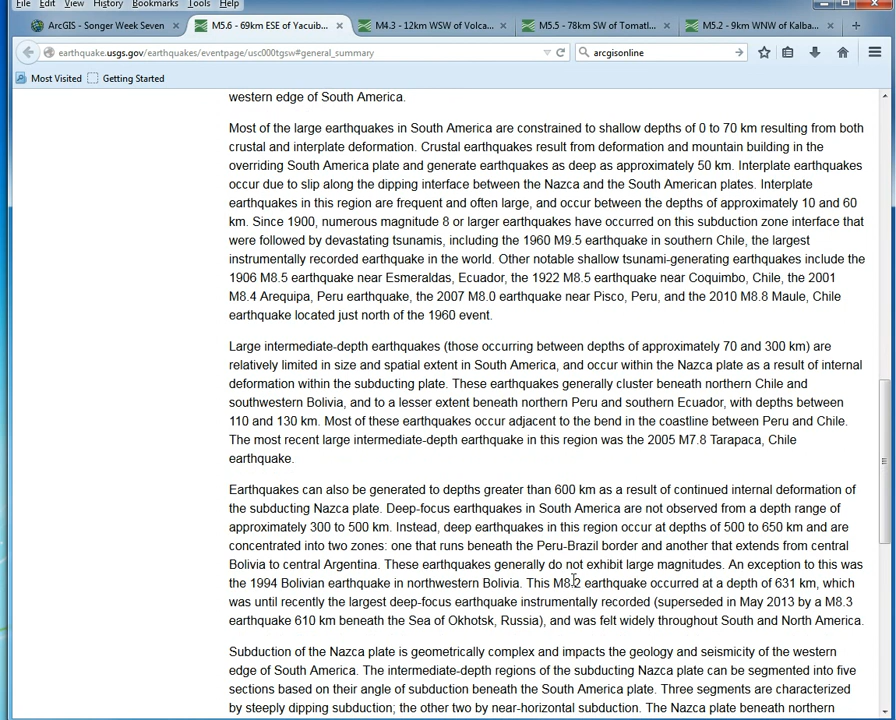 File Edit View History Bookmarks Tools Help
ArcGIS - Songer Week Seven × M5.6 - 69km ESE of Yacuib... × M4.3 - 12km WSW of Volca... × M5.5 - 78km SW of Tomatl... × M5.2 - 9km WNW of Kalba... × +
earthquake.usgs.gov/earthquakes/eventpage/usc000tgsw#general_summary arcgisonline
Most Visited Getting Started
western edge of South America.
Most of the large earthquakes in South America are constrained to shallow depths of 0 to 70 km resulting from both
crustal and interplate deformation. Crustal earthquakes result from deformation and mountain building in the
overriding South America plate and generate earthquakes as deep as approximately 50 km. Interplate earthquakes
occur due to slip along the dipping interface between the Nazca and the South American plates. Interplate
earthquakes in this region are frequent and often large, and occur between the depths of approximately 10 and 60
km. Since 1900, numerous magnitude 8 or larger earthquakes have occurred on this subduction zone interface that
were followed by devastating tsunamis, including the 1960 M9.5 earthquake in southern Chile, the largest
instrumentally recorded earthquake in the world. Other notable shallow tsunami-generating earthquakes include the
1906 M8.5 earthquake near Esmeraldas, Ecuador, the 1922 M8.5 earthquake near Coquimbo, Chile, the 2001
M8.4 Arequipa, Peru earthquake, the 2007 M8.0 earthquake near Pisco, Peru, and the 2010 M8.8 Maule, Chile
earthquake located just north of the 1960 event.
Large intermediate-depth earthquakes (those occurring between depths of approximately 70 and 300 km) are
relatively limited in size and spatial extent in South America, and occur within the Nazca plate as a result of internal
deformation within the subducting plate. These earthquakes generally cluster beneath northern Chile and
southwestern Bolivia, and to a lesser extent beneath northern Peru and southern Ecuador, with depths between
110 and 130 km. Most of these earthquakes occur adjacent to the bend in the coastline between Peru and Chile.
The most recent large intermediate-depth earthquake in this region was the 2005 M7.8 Tarapaca, Chile
earthquake.
Earthquakes can also be generated to depths greater than 600 km as a result of continued internal deformation of
the subducting Nazca plate. Deep-focus earthquakes in South America are not observed from a depth range of
approximately 300 to 500 km. Instead, deep earthquakes in this region occur at depths of 500 to 650 km and are
concentrated into two zones: one that runs beneath the Peru-Brazil border and another that extends from central
Bolivia to central Argentina. These earthquakes generally do not exhibit large magnitudes. An exception to this was
the 1994 Bolivian earthquake in northwestern Bolivia. This M8.2 earthquake occurred at a depth of 631 km, which
was until recently the largest deep-focus earthquake instrumentally recorded (superseded in May 2013 by a M8.3
earthquake 610 km beneath the Sea of Okhotsk, Russia), and was felt widely throughout South and North America.
Subduction of the Nazca plate is geometrically complex and impacts the geology and seismicity of the western
edge of South America. The intermediate-depth regions of the subducting Nazca plate can be segmented into five
sections based on their angle of subduction beneath the South America plate. Three segments are characterized
by steeply dipping subduction; the other two by near-horizontal subduction. The Nazca plate beneath northern